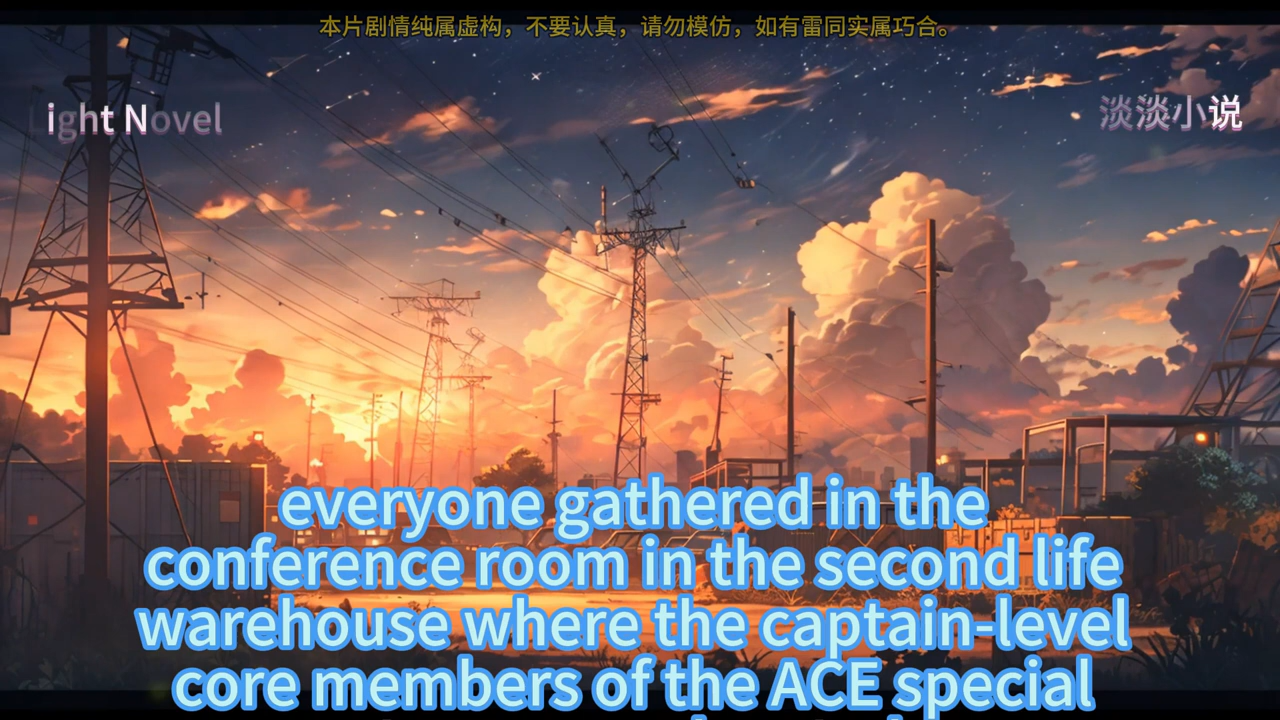 本片剧情纯属虚构，不要认真，请勿模仿，如有雷同实属巧合。
Light Novel
淡淡小说
everyone gathered in the
conference room in the second life
warehouse where the captain-level
core members of the ACE special